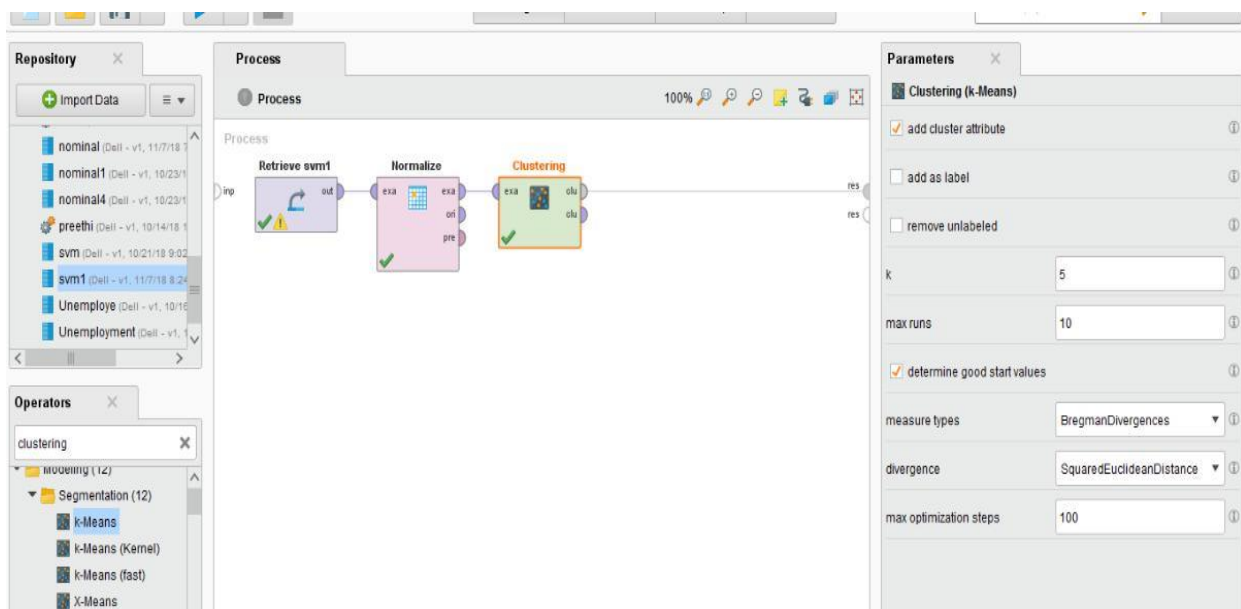 Repository
Import Data
nominal (Dell - v1, 11/7/18 7
nominal1 (Dell - v1, 10/23/1
nominal4 (Dell - v1, 10/23/1
preethi (Dell - v1, 10/14/18 1
svm (Dell - v1, 10/21/18 9:02
svm1 (Dell - v1, 11/7/18 8:24
Unemploye (Dell - v1, 10/16
Unemployment (Dell - v1, 1
Operators
clustering
Modeling (12)
Segmentation (12)
k-Means
k-Means (Kernel)
k-Means (fast)
X-Means
Process
Process
100%
Process
Retrieve svm1
Normalize
Clustering
inp
out
exa
exa
ori
pre
exa
clu
clu
res
res
Parameters
Clustering (k-Means)
add cluster attribute
add as label
remove unlabeled
k
5
max runs
10
determine good start values
measure types
BregmanDivergences
divergence
SquaredEuclideanDistance
max optimization steps
100